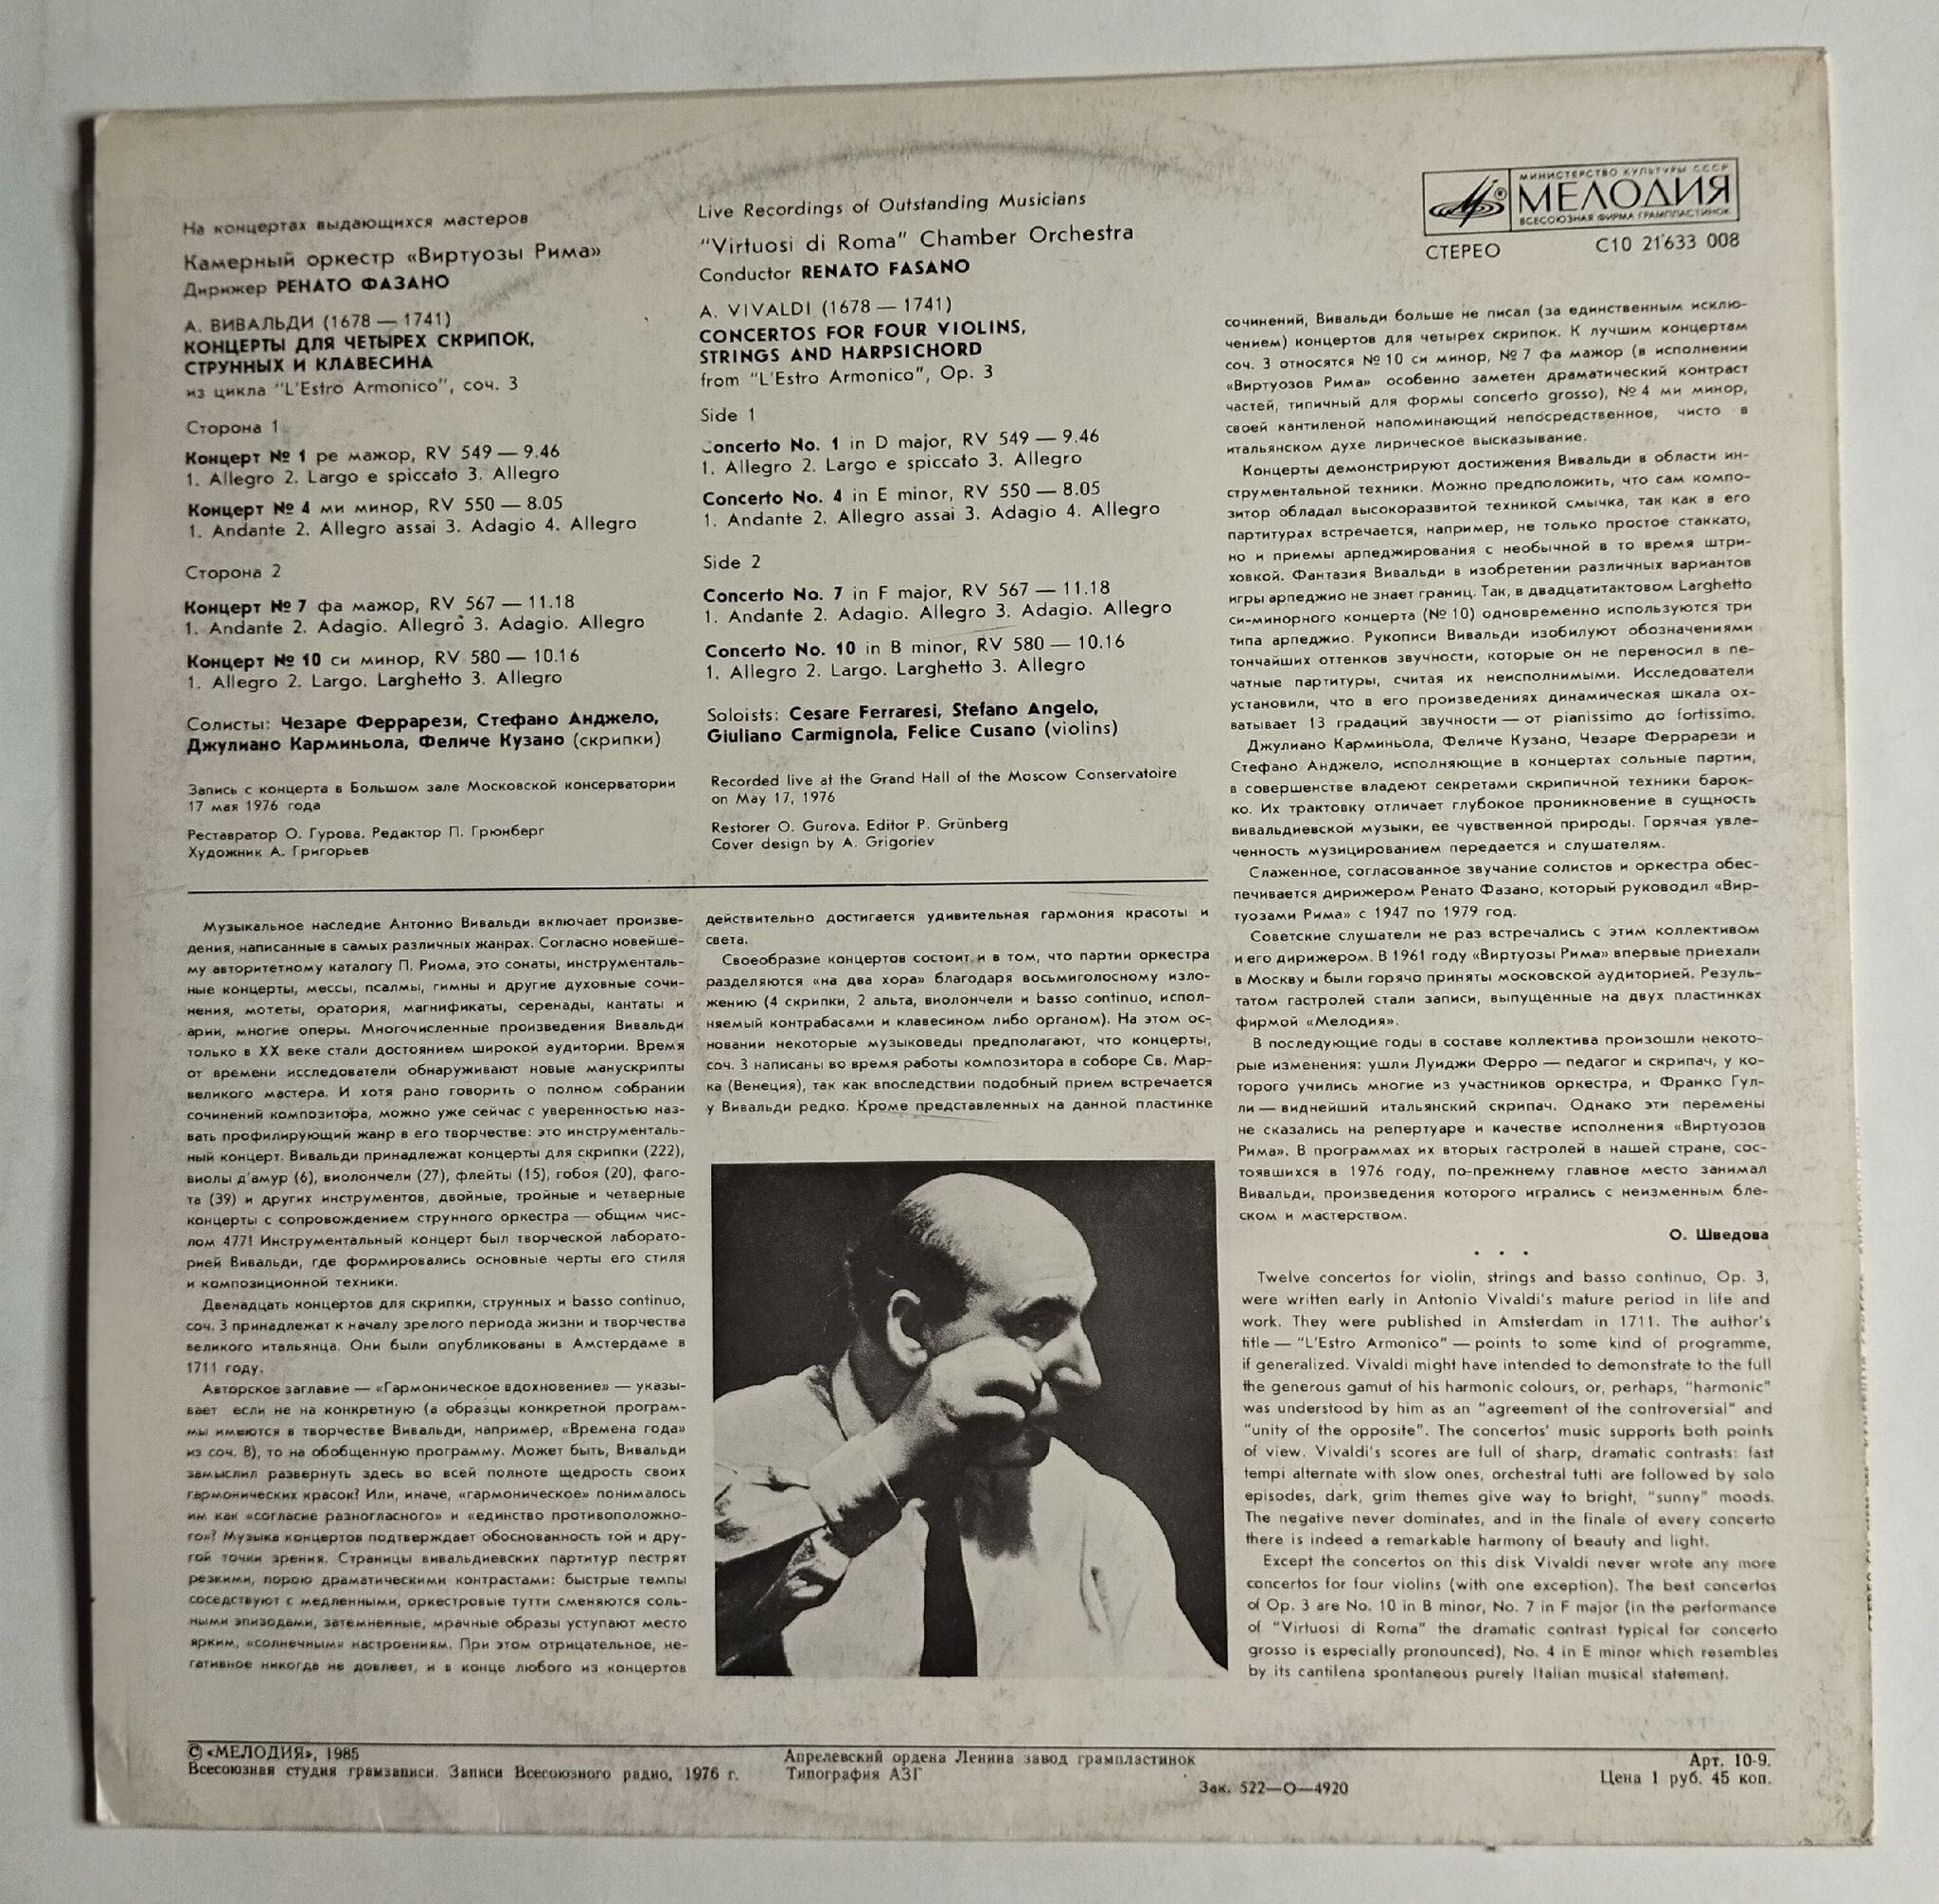 На концертах выдающихся мастеров
Камерный оркестр «Виртуозы Рима»
Дирижер РЕНАТО ФАЗАНО
А. ВИВАЛЬДИ (1678 — 1741)
КОНЦЕРТЫ ДЛЯ ЧЕТЫРЕХ СКРИПОК,
СТРУННЫХ И КЛАВЕСИНА
из цикла "L'Estro Armonico", соч. 3
Сторона 1
Концерт № 1 ре мажор, RV 549 — 9.46
1. Allegro 2. Largo e spiccato 3. Allegro
Концерт № 4 ми минор, RV 550 — 8.05
1. Andante 2. Allegro assai 3. Adagio 4. Allegro
Сторона 2
Концерт № 7 фа мажор, RV 567 — 11.18
1. Andante 2. Adagio. Allegro 3. Adagio. Allegro
Концерт № 10 си минор, RV 580 — 10.16
1. Allegro 2. Largo. Larghetto 3. Allegro
Солисты: Чезаре Феррарези, Стефано Анджело,
Джулиано Карминьола, Феличе Кузано (скрипки)
Запись с концерта в Большом зале Московской консерватории
17 мая 1976 года
Реставратор О. Гурова. Редактор П. Грюнберг
Художник А. Григорьев
Live Recordings of Outstanding Musicians
"Virtuosi di Roma" Chamber Orchestra
Conductor RENATO FASANO
A. VIVALDI (1678 — 1741)
CONCERTOS FOR FOUR VIOLINS,
STRINGS AND HARPSICHORD
from "L'Estro Armonico", Op. 3
Side 1
Concerto No. 1 in D major, RV 549 — 9.46
1. Allegro 2. Largo e spiccato 3. Allegro
Concerto No. 4 in E minor, RV 550 — 8.05
1. Andante 2. Allegro assai 3. Adagio 4. Allegro
Side 2
Concerto No. 7 in F major, RV 567 — 11.18
1. Andante 2. Adagio. Allegro 3. Adagio. Allegro
Concerto No. 10 in B minor, RV 580 — 10.16
1. Allegro 2. Largo. Larghetto 3. Allegro
Soloists: Cesare Ferraresi, Stefano Angelo,
Giuliano Carmignola, Felice Cusano (violins)
Recorded live at the Grand Hall of the Moscow Conservatoire
on May 17, 1976
Restorer O. Gurova. Editor P. Grünberg
Cover design by A. Grigoriev
МИНИСТЕРСТВО КУЛЬТУРЫ СССР
МЕЛОДИЯ
ВСЕСОЮЗНАЯ ФИРМА ГРАМПЛАСТИНОК
СТЕРЕО С10 21633 008
Музыкальное наследие Антонио Вивальди включает произве-
дения, написанные в самых различных жанрах. Согласно новейше-
му авторитетному каталогу П. Риома, это сонаты, инструменталь-
ные концерты, мессы, псалмы, гимны и другие духовные сочи-
нения, мотеты, оратория, магнификаты, серенады, кантаты и
арии, многие оперы. Многочисленные произведения Вивальди
только в XX веке стали достоянием широкой аудитории. Время
от времени исследователи обнаруживают новые манускрипты
великого мастера. И хотя рано говорить о полном собрании
сочинений композитора, можно уже сейчас с уверенностью наз-
вать профилирующий жанр в его творчестве: это инструменталь-
ный концерт. Вивальди принадлежат концерты для скрипки (222),
виолы д'амур (6), виолончели (27), флейты (15), гобоя (20), фаго-
та (39) и других инструментов, двойные, тройные и четверные
концерты с сопровождением струнного оркестра — общим чис-
лом 477! Инструментальный концерт был творческой лаборато-
рией Вивальди, где формировались основные черты его стиля
и композиционной техники.
Двенадцать концертов для скрипки, струнных и basso continuo,
соч. 3 принадлежат к началу зрелого периода жизни и творчества
великого итальянца. Они были опубликованы в Амстердаме в
1711 году.
Авторское заглавие — «Гармоническое вдохновение» — указы-
вает если не на конкретную (а образцы конкретной програм-
мы имеются в творчестве Вивальди, например, «Времена года»
из соч. 8), то на обобщенную программу. Может быть, Вивальди
замыслил развернуть здесь во всей полноте щедрость своих
гармонических красок? Или, иначе, «гармоническое» понималось
им как «согласие разногласного» и «единство противоположно-
го»? Музыка концертов подтверждает обоснованность той и дру-
гой точки зрения. Страницы вивальдиевских партитур пестрят
резкими, порою драматическими контрастами: быстрые темпы
соседствуют с медленными, оркестровые тутти сменяются соль-
ными эпизодами, затемненные, мрачные образы уступают место
ярким, «солнечным» настроениям. При этом отрицательное, не-
гативное никогда не довлеет, и в конце любого из концертов
действительно достигается удивительная гармония красоты и
света.
Своеобразие концертов состоит и в том, что партии оркестра
разделяются «на два хора» благодаря восьмиголосному изло-
жению (4 скрипки, 2 альта, виолончели и basso continuo, испол-
няемый контрабасами и клавесином либо органом). На этом ос-
новании некоторые музыковеды предполагают, что концерты,
соч. 3 написаны во время работы композитора в соборе Св. Мар-
ка (Венеция), так как впоследствии подобный прием встречается
у Вивальди редко. Кроме представленных на данной пластинке
сочинений, Вивальди больше не писал (за единственным исклю-
чением) концертов для четырех скрипок. К лучшим концертам
соч. 3 относятся № 10 си минор, № 7 фа мажор (в исполнении
«Виртуозов Рима» особенно заметен драматический контраст
частей, типичный для формы concerto grosso), № 4 ми минор,
своей кантиленой напоминающий непосредственное, чисто в
итальянском духе лирическое высказывание.
Концерты демонстрируют достижения Вивальди в области ин-
струментальной техники. Можно предположить, что сам компо-
зитор обладал высокоразвитой техникой смычка, так как в его
партитурах встречается, например, не только простое стаккато,
но и приемы арпеджирования с необычной в то время штри-
ховкой. Фантазия Вивальди в изобретении различных вариантов
игры арпеджио не знает границ. Так, в двадцатитактовом Larghetto
си-минорного концерта (№ 10) одновременно используются три
типа арпеджио. Рукописи Вивальди изобилуют обозначениями
тончайших оттенков звучности, которые он не переносил в пе-
чатные партитуры, считая их неисполнимыми. Исследователи
установили, что в его произведениях динамическая шкала ох-
ватывает 13 градаций звучности — от pianissimo до fortissimo.
Джулиано Карминьола, Феличе Кузано, Чезаре Феррарези и
Стефано Анджело, исполняющие в концертах сольные партии,
в совершенстве владеют секретами скрипичной техники барок-
ко. Их трактовку отличает глубокое проникновение в сущность
вивальдиевской музыки, ее чувственной природы. Горячая увле-
ченность музицированием передается и слушателям.
Слаженное, согласованное звучание солистов и оркестра обес-
печивается дирижером Ренато Фазано, который руководил «Вир-
туозами Рима» с 1947 по 1979 год.
Советские слушатели не раз встречались с этим коллективом
и его дирижером. В 1961 году «Виртуозы Рима» впервые приехали
в Москву и были горячо приняты московской аудиторией. Резуль-
татом гастролей стали записи, выпущенные на двух пластинках
фирмой «Мелодия».
В последующие годы в составе коллектива произошли некото-
рые изменения: ушли Луиджи Ферро — педагог и скрипач, у ко-
торого учились многие из участников оркестра, и Франко Гул-
ли — виднейший итальянский скрипач. Однако эти перемены
не сказались на репертуаре и качестве исполнения «Виртуозов
Рима». В программах их вторых гастролей в нашей стране, сос-
тоявшихся в 1976 году, по-прежнему главное место занимал
Вивальди, произведения которого игрались с неизменным бле-
ском и мастерством.
О. Шведова
. . .
Twelve concertos for violin, strings and basso continuo, Op. 3,
were written early in Antonio Vivaldi's mature period in life and
work. They were published in Amsterdam in 1711. The author's
title — "L'Estro Armonico" — points to some kind of programme,
if generalized. Vivaldi might have intended to demonstrate to the full
the generous gamut of his harmonic colours, or, perhaps, "harmonic"
was understood by him as an "agreement of the controversial" and
"unity of the opposite". The concertos' music supports both points
of view. Vivaldi's scores are full of sharp, dramatic contrasts: fast
tempi alternate with slow ones, orchestral tutti are followed by solo
episodes, dark, grim themes give way to bright, "sunny" moods.
The negative never dominates, and in the finale of every concerto
there is indeed a remarkable harmony of beauty and light.
Except the concertos on this disk Vivaldi never wrote any more
concertos for four violins (with one exception). The best concertos
of Op. 3 are No. 10 in B minor, No. 7 in F major (in the performance
of "Virtuosi di Roma" the dramatic contrast typical for concerto
grosso is especially pronounced), No. 4 in E minor which resembles
by its cantilena spontaneous purely Italian musical statement.
© «МЕЛОДИЯ», 1985
Всесоюзная студия грамзаписи. Записи Всесоюзного радио, 1976 г.
Апрелевский ордена Ленина завод грампластинок
Типография АЗГ
Зак. 522—О—4920
Арт. 10-9.
Цена 1 руб. 45 коп.